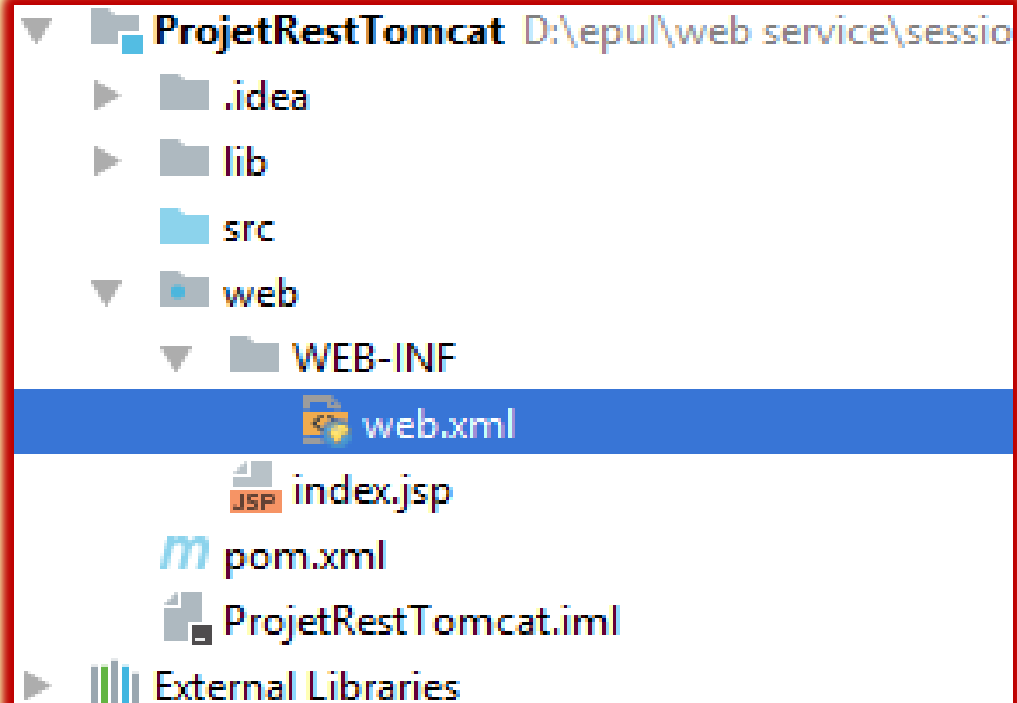 ProjetRestTomcat D:\epul\web service\sessio
.idea
lib
src
web
WEB-INF
web.xml
JSP index.jsp
m pom.xml
ProjetRestTomcat.iml
External Libraries